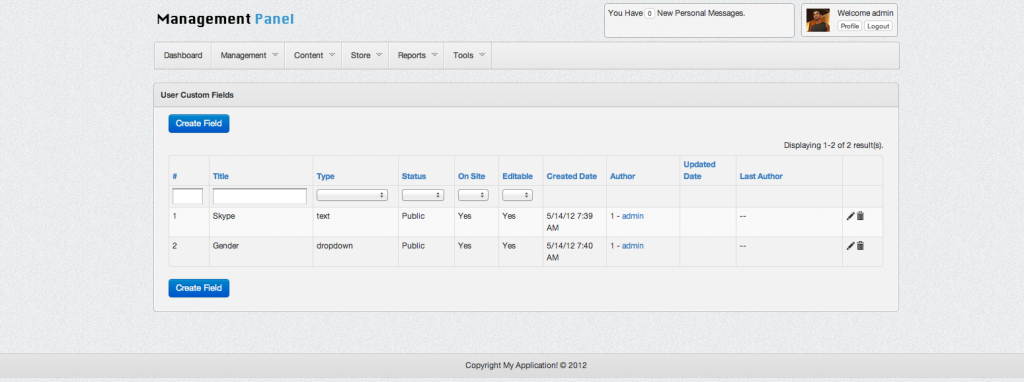 Management Panel
You Have 0 New Personal Messages.
Welcome admin
Profile Logout
Dashboard Management Content Store Reports Tools
User Custom Fields
Create Field
Displaying 1-2 of 2 result(s).
# Title Type Status On Site Editable Created Date Author Updated Date Last Author
1 Skype text Public Yes Yes 5/14/12 7:39 AM 1 - admin --
2 Gender dropdown Public Yes Yes 5/14/12 7:40 AM 1 - admin --
Create Field
Copyright My Application! © 2012